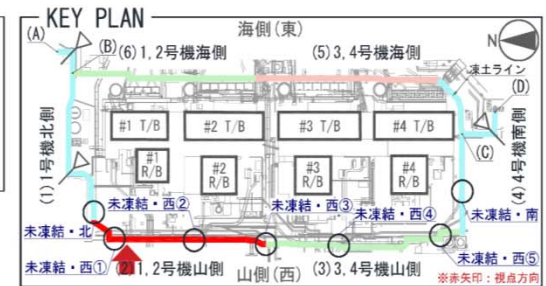 KEY PLAN
海側(東)
(A)
(B)
(6)1,2号機海側
(5)3,4号機海側
N
凍土ライン
(D)
#1 T/B
#2 T/B
#3 T/B
#4 T/B
(1)1号機北側
#1
R/B
#2
R/B
#3
R/B
#4
R/B
(C)
(4)4号機南側
未凍結・北
未凍結・西②
未凍結・西③
未凍結・西④
未凍結・南
未凍結・西①
(2)1,2号機山側
山側(西)
(3)3,4号機山側
未凍結・西⑤
※赤矢印:視点方向